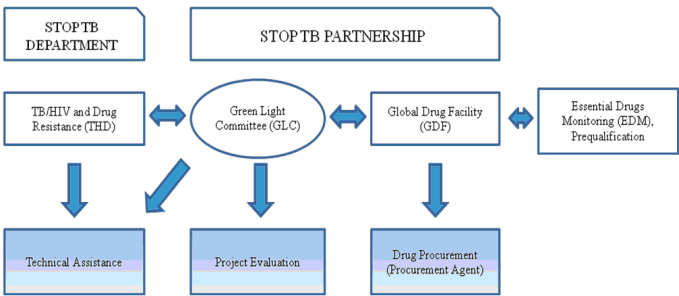 STOP TB
DEPARTMENT
STOP TB PARTNERSHIP
TB/HIV and Drug
Resistance (THD)
Green Light
Committee (GLC)
Global Drug Facility
(GDF)
Essential Drugs
Monitoring (EDM),
Prequalification
Technical Assistance
Project Evaluation
Drug Procurement
(Procurement Agent)